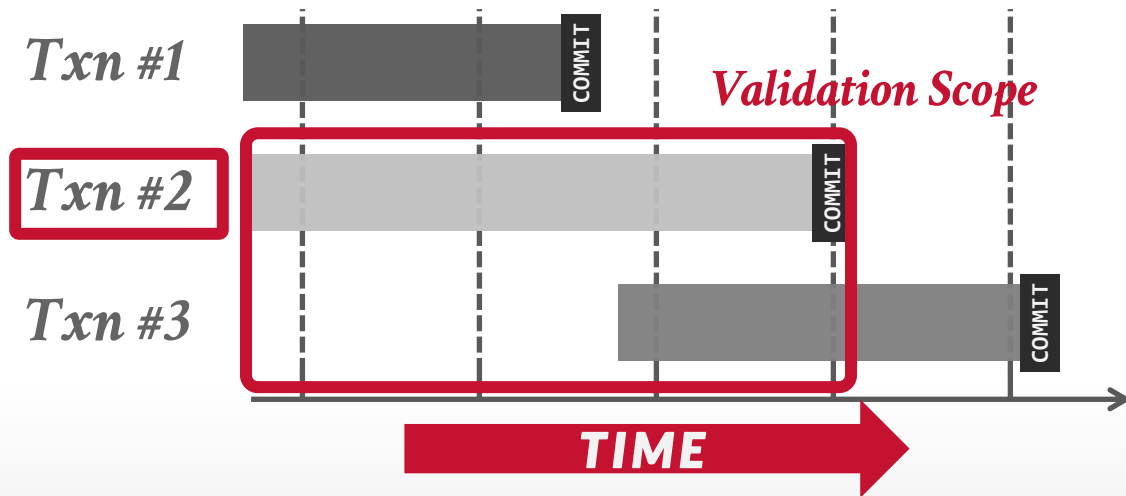 Txn #1
COMMIT
Validation Scope
Txn #2
COMMIT
Txn #3
COMMIT
TIME